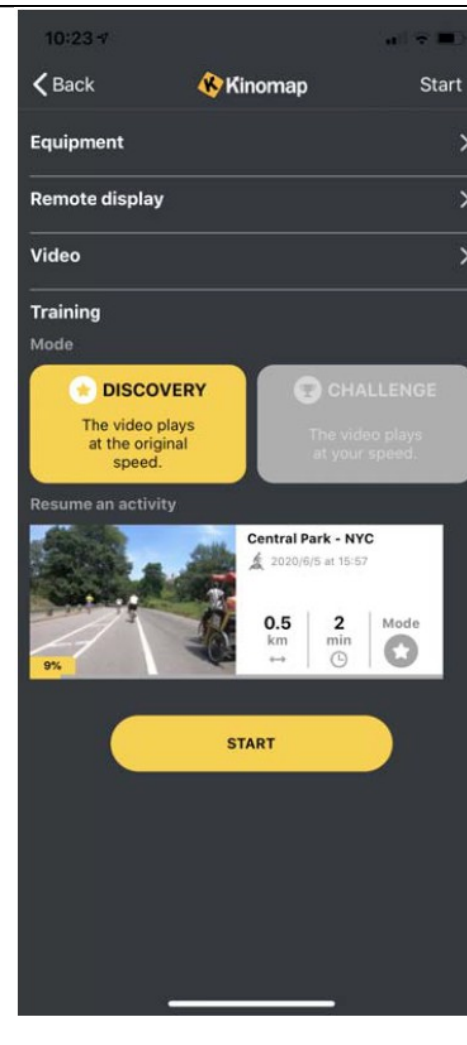 10:23
Back
Kinomap
Start
Equipment
Remote display
Video
Training
Mode
DISCOVERY
The video plays
at the original
speed.
CHALLENGE
The video plays
at your speed.
Resume an activity
Central Park - NYC
2020/6/5 at 15:57
0.5
km
2
min
Mode
9%
START